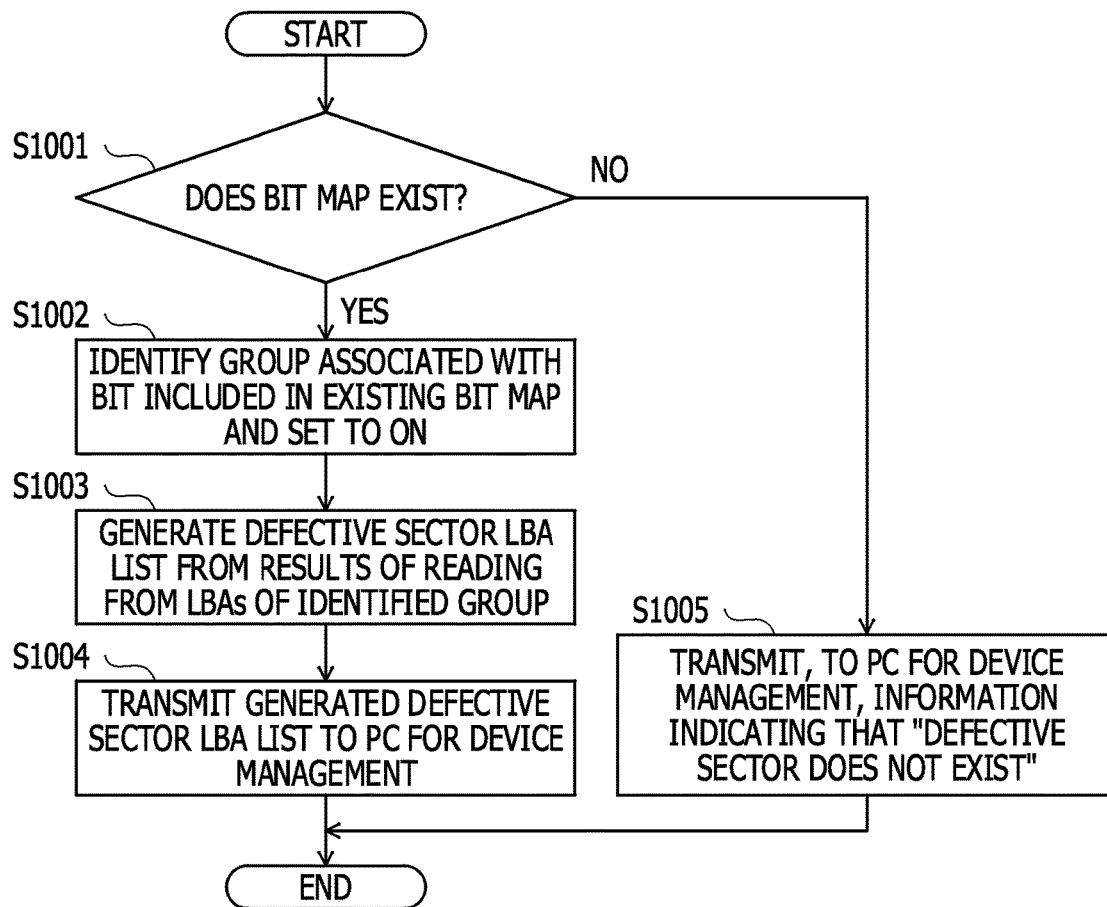 START
S1001
DOES BIT MAP EXIST?
NO
YES
S1002
IDENTIFY GROUP ASSOCIATED WITH
BIT INCLUDED IN EXISTING BIT MAP
AND SET TO ON
S1003
GENERATE DEFECTIVE SECTOR LBA
LIST FROM RESULTS OF READING
FROM LBAs OF IDENTIFIED GROUP
S1004
TRANSMIT GENERATED DEFECTIVE
SECTOR LBA LIST TO PC FOR DEVICE
MANAGEMENT
S1005
TRANSMIT, TO PC FOR DEVICE
MANAGEMENT, INFORMATION
INDICATING THAT "DEFECTIVE
SECTOR DOES NOT EXIST"
END